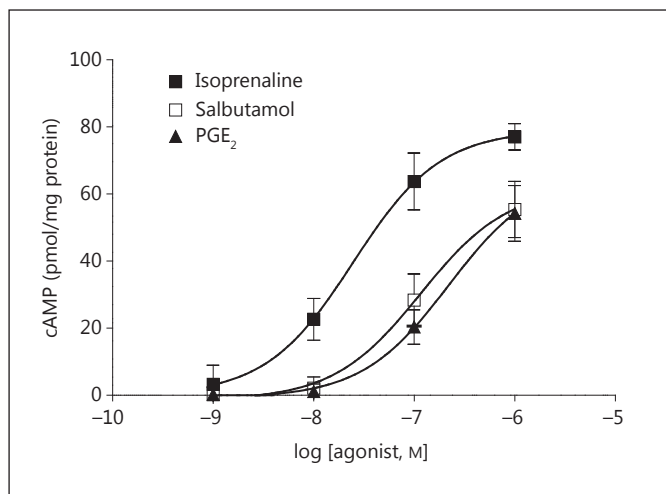 100
80
60
40
20
0
cAMP (pmol/mg protein)
Isoprenaline
Salbutamol
PGE₂
–10
–9
–8
–7
–6
–5
log [agonist, M]